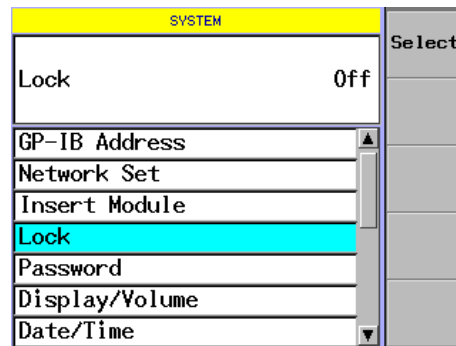 SYSTEM
Select
Lock Off
GP-IB Address
Network Set
Insert Module
Lock
Password
Display/Volume
Date/Time